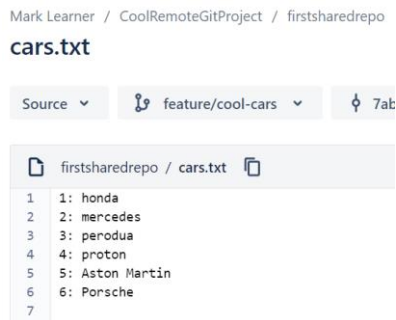 Mark Learner / CoolRemoteGitProject / firstsharedrepo
cars.txt
Source feature/cool-cars 7ab
firstsharedrepo / cars.txt
1 1: honda
2 2: mercedes
3 3: perodua
4 4: proton
5 5: Aston Martin
6 6: Porsche
7